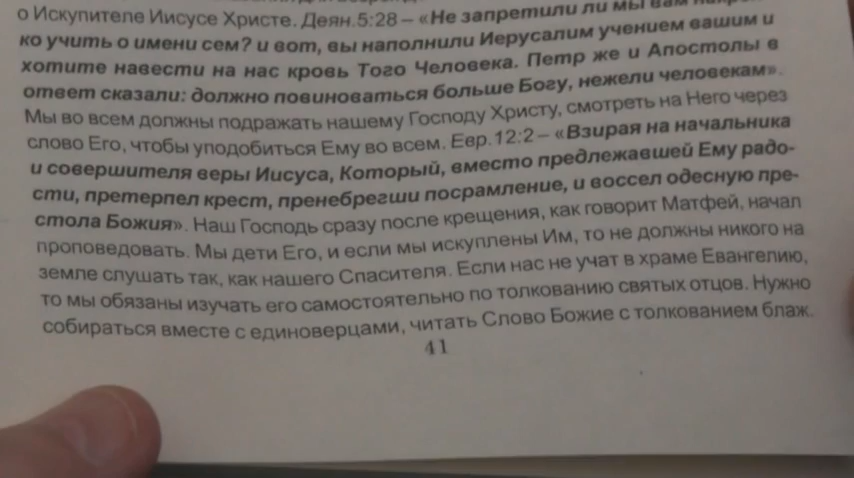 о Искупителе Иисусе Христе. Деян.5:28 – «Не запретили ли мы вам
ко учить о имени сем? и вот, вы наполнили Иерусалим учением вашим и
хотите навести на нас кровь Того Человека. Петр же и Апостолы в
ответ сказали: должно повиноваться больше Богу, нежели человекам».
Мы во всем должны подражать нашему Господу Христу, смотреть на Него через
слово Его, чтобы уподобиться Ему во всем. Евр.12:2 – «Взирая на начальника
и совершителя веры Иисуса, Который, вместо предлежавшей Ему радо-
сти, претерпел крест, пренебрегши посрамление, и воссел одесную пре-
стола Божия». Наш Господь сразу после крещения, как говорит Матфей, начал
проповедовать. Мы дети Его, и если мы искуплены Им, то не должны никого на
земле слушать так, как нашего Спасителя. Если нас не учат в храме Евангелию,
то мы обязаны изучать его самостоятельно по толкованию святых отцов. Нужно
собираться вместе с единоверцами, читать Слово Божие с толкованием блаж.
41